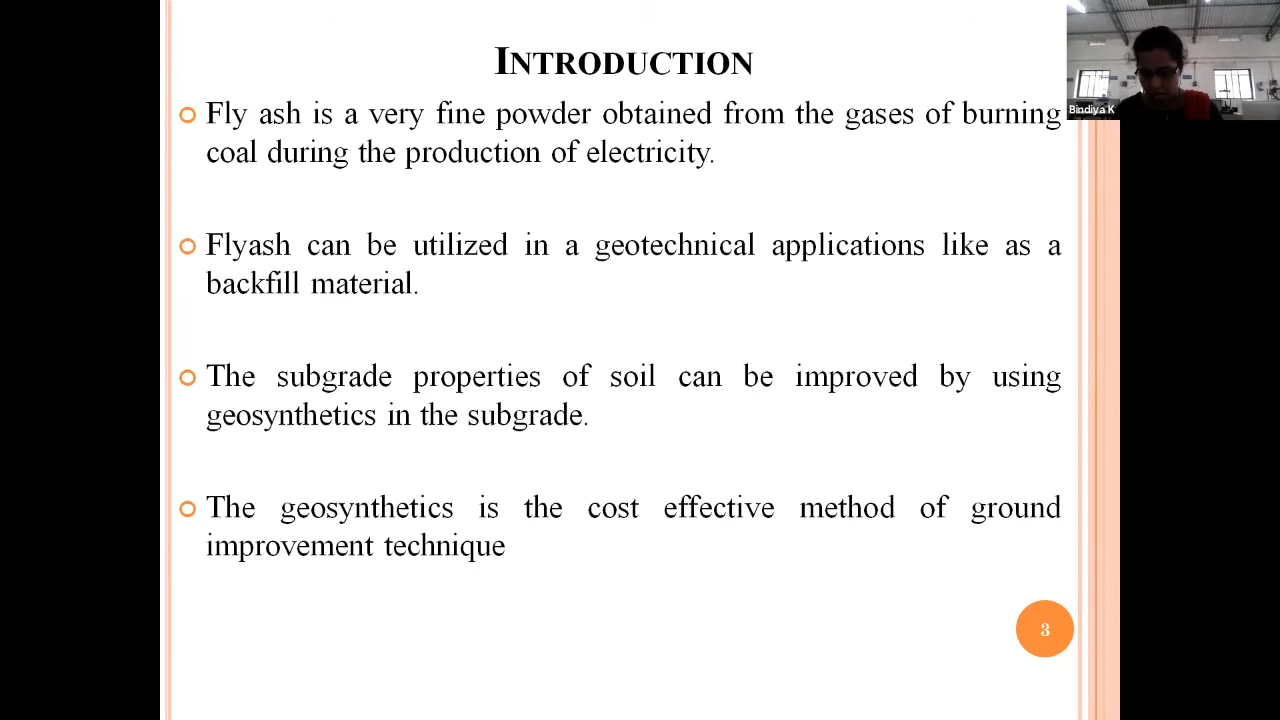 INTRODUCTION
Fly ash is a very fine powder obtained from the gases of burning
coal during the production of electricity.
Flyash can be utilized in a geotechnical applications like as a
backfill material.
The subgrade properties of soil can be improved by using
geosynthetics in the subgrade.
The geosynthetics is the cost effective method of ground
improvement technique
3
Bindiya K